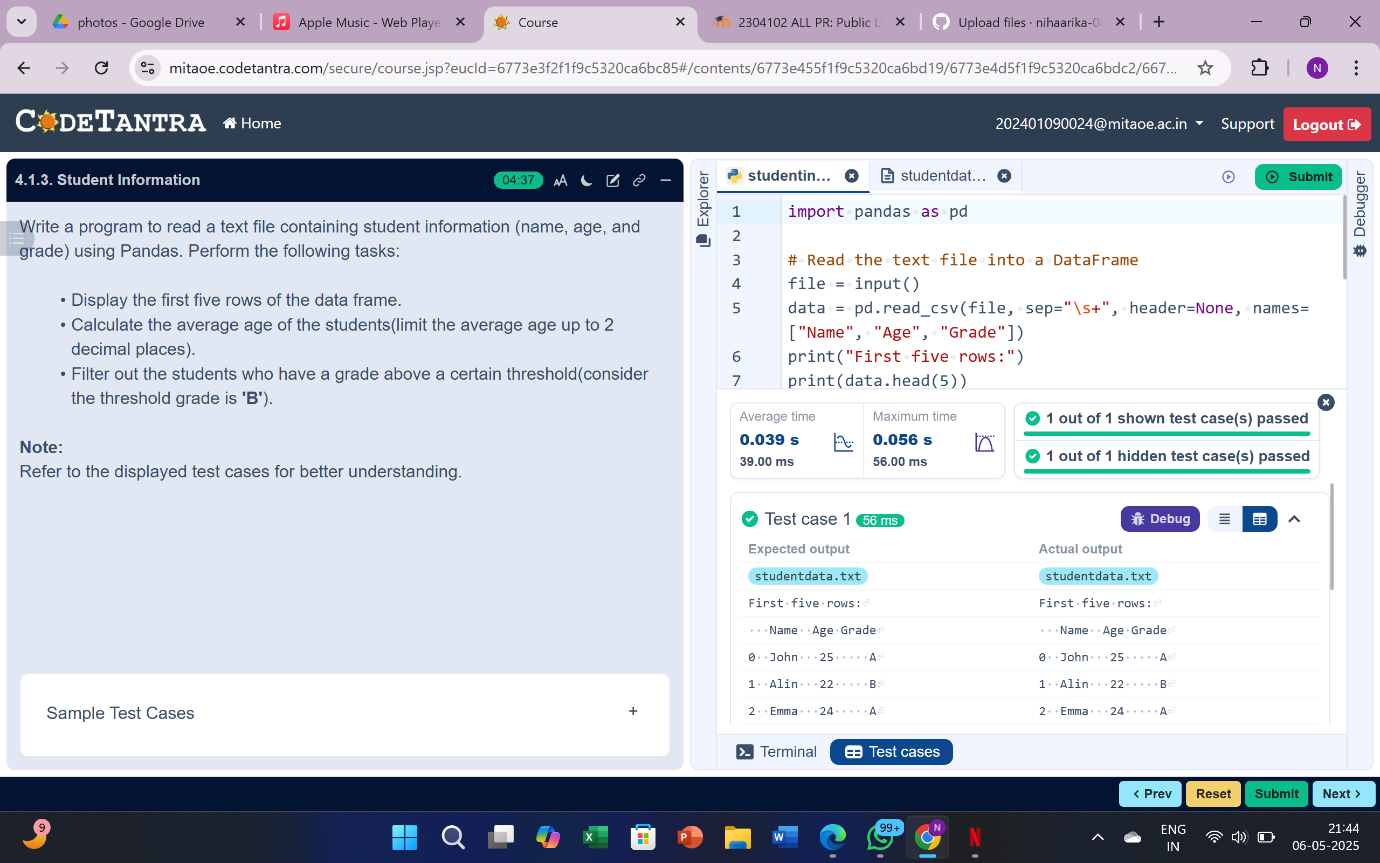 photos - Google Drive
Apple Music - Web Playe
Course
2304102 ALL PR: Public L
Upload files · nihaarika-0
mitaoe.codetantra.com/secure/course.jsp?eucId=6773e3f2f1f9c5320ca6bc85#/contents/6773e455f1f9c5320ca6bd19/6773e4d5f1f9c5320ca6bdc2/667...
N
CODETANTRA
Home
202401090024@mitaoe.ac.in
Support
Logout
4.1.3. Student Information
04:37
AA
Write a program to read a text file containing student information (name, age, and
grade) using Pandas. Perform the following tasks:
• Display the first five rows of the data frame.
• Calculate the average age of the students(limit the average age up to 2
decimal places).
• Filter out the students who have a grade above a certain threshold(consider
the threshold grade is 'B').
Note:
Refer to the displayed test cases for better understanding.
Sample Test Cases
+
Explorer
studentin...
studentdat...
Submit
Debugger
1 import pandas as pd
2
3 # Read the text file into a DataFrame
4 file = input()
5 data = pd.read_csv(file, sep="\s+", header=None, names=
["Name", "Age", "Grade"])
6 print("First five rows:")
7 print(data.head(5))
Average time
0.039 s
39.00 ms
Maximum time
0.056 s
56.00 ms
1 out of 1 shown test case(s) passed
1 out of 1 hidden test case(s) passed
Test case 1
56 ms
Debug
Expected output
Actual output
studentdata.txt
studentdata.txt
First·five·rows:
First·five·rows:
···Name··Age·Grade
···Name··Age·Grade
0··John···25·····A
0··John···25·····A
1··Alin···22·····B
1··Alin···22·····B
2··Emma···24·····A
2··Emma···24·····A
Terminal
Test cases
< Prev
Reset
Submit
Next >
9
99+
N
ENG
IN
21:44
06-05-2025